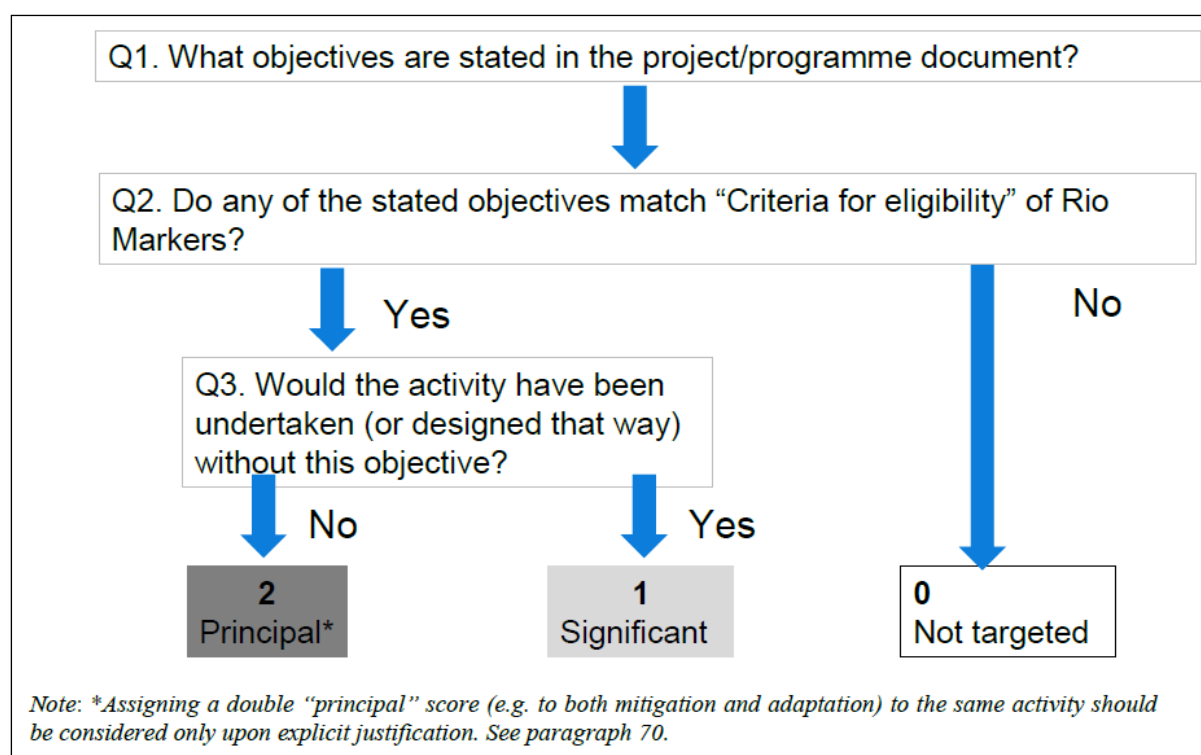 Q1. What objectives are stated in the project/programme document?
Q2. Do any of the stated objectives match “Criteria for eligibility” of Rio
Markers?
Yes
No
Q3. Would the activity have been
undertaken (or designed that way)
without this objective?
No
Yes
2
Principal*
1
Significant
0
Not targeted
Note: *Assigning a double “principal” score (e.g. to both mitigation and adaptation) to the same activity should
be considered only upon explicit justification. See paragraph 70.